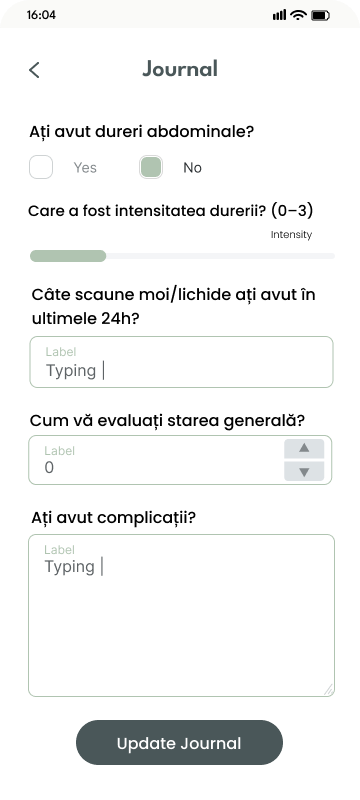 16:04
Journal
Ați avut dureri abdominale?
Yes No
Care a fost intensitatea durerii? (0–3)
Intensity
Câte scaune moi/lichide ați avut în
ultimele 24h?
Label
Typing |
Cum vă evaluați starea generală?
Label
0
Ați avut complicații?
Label
Typing |
Update Journal